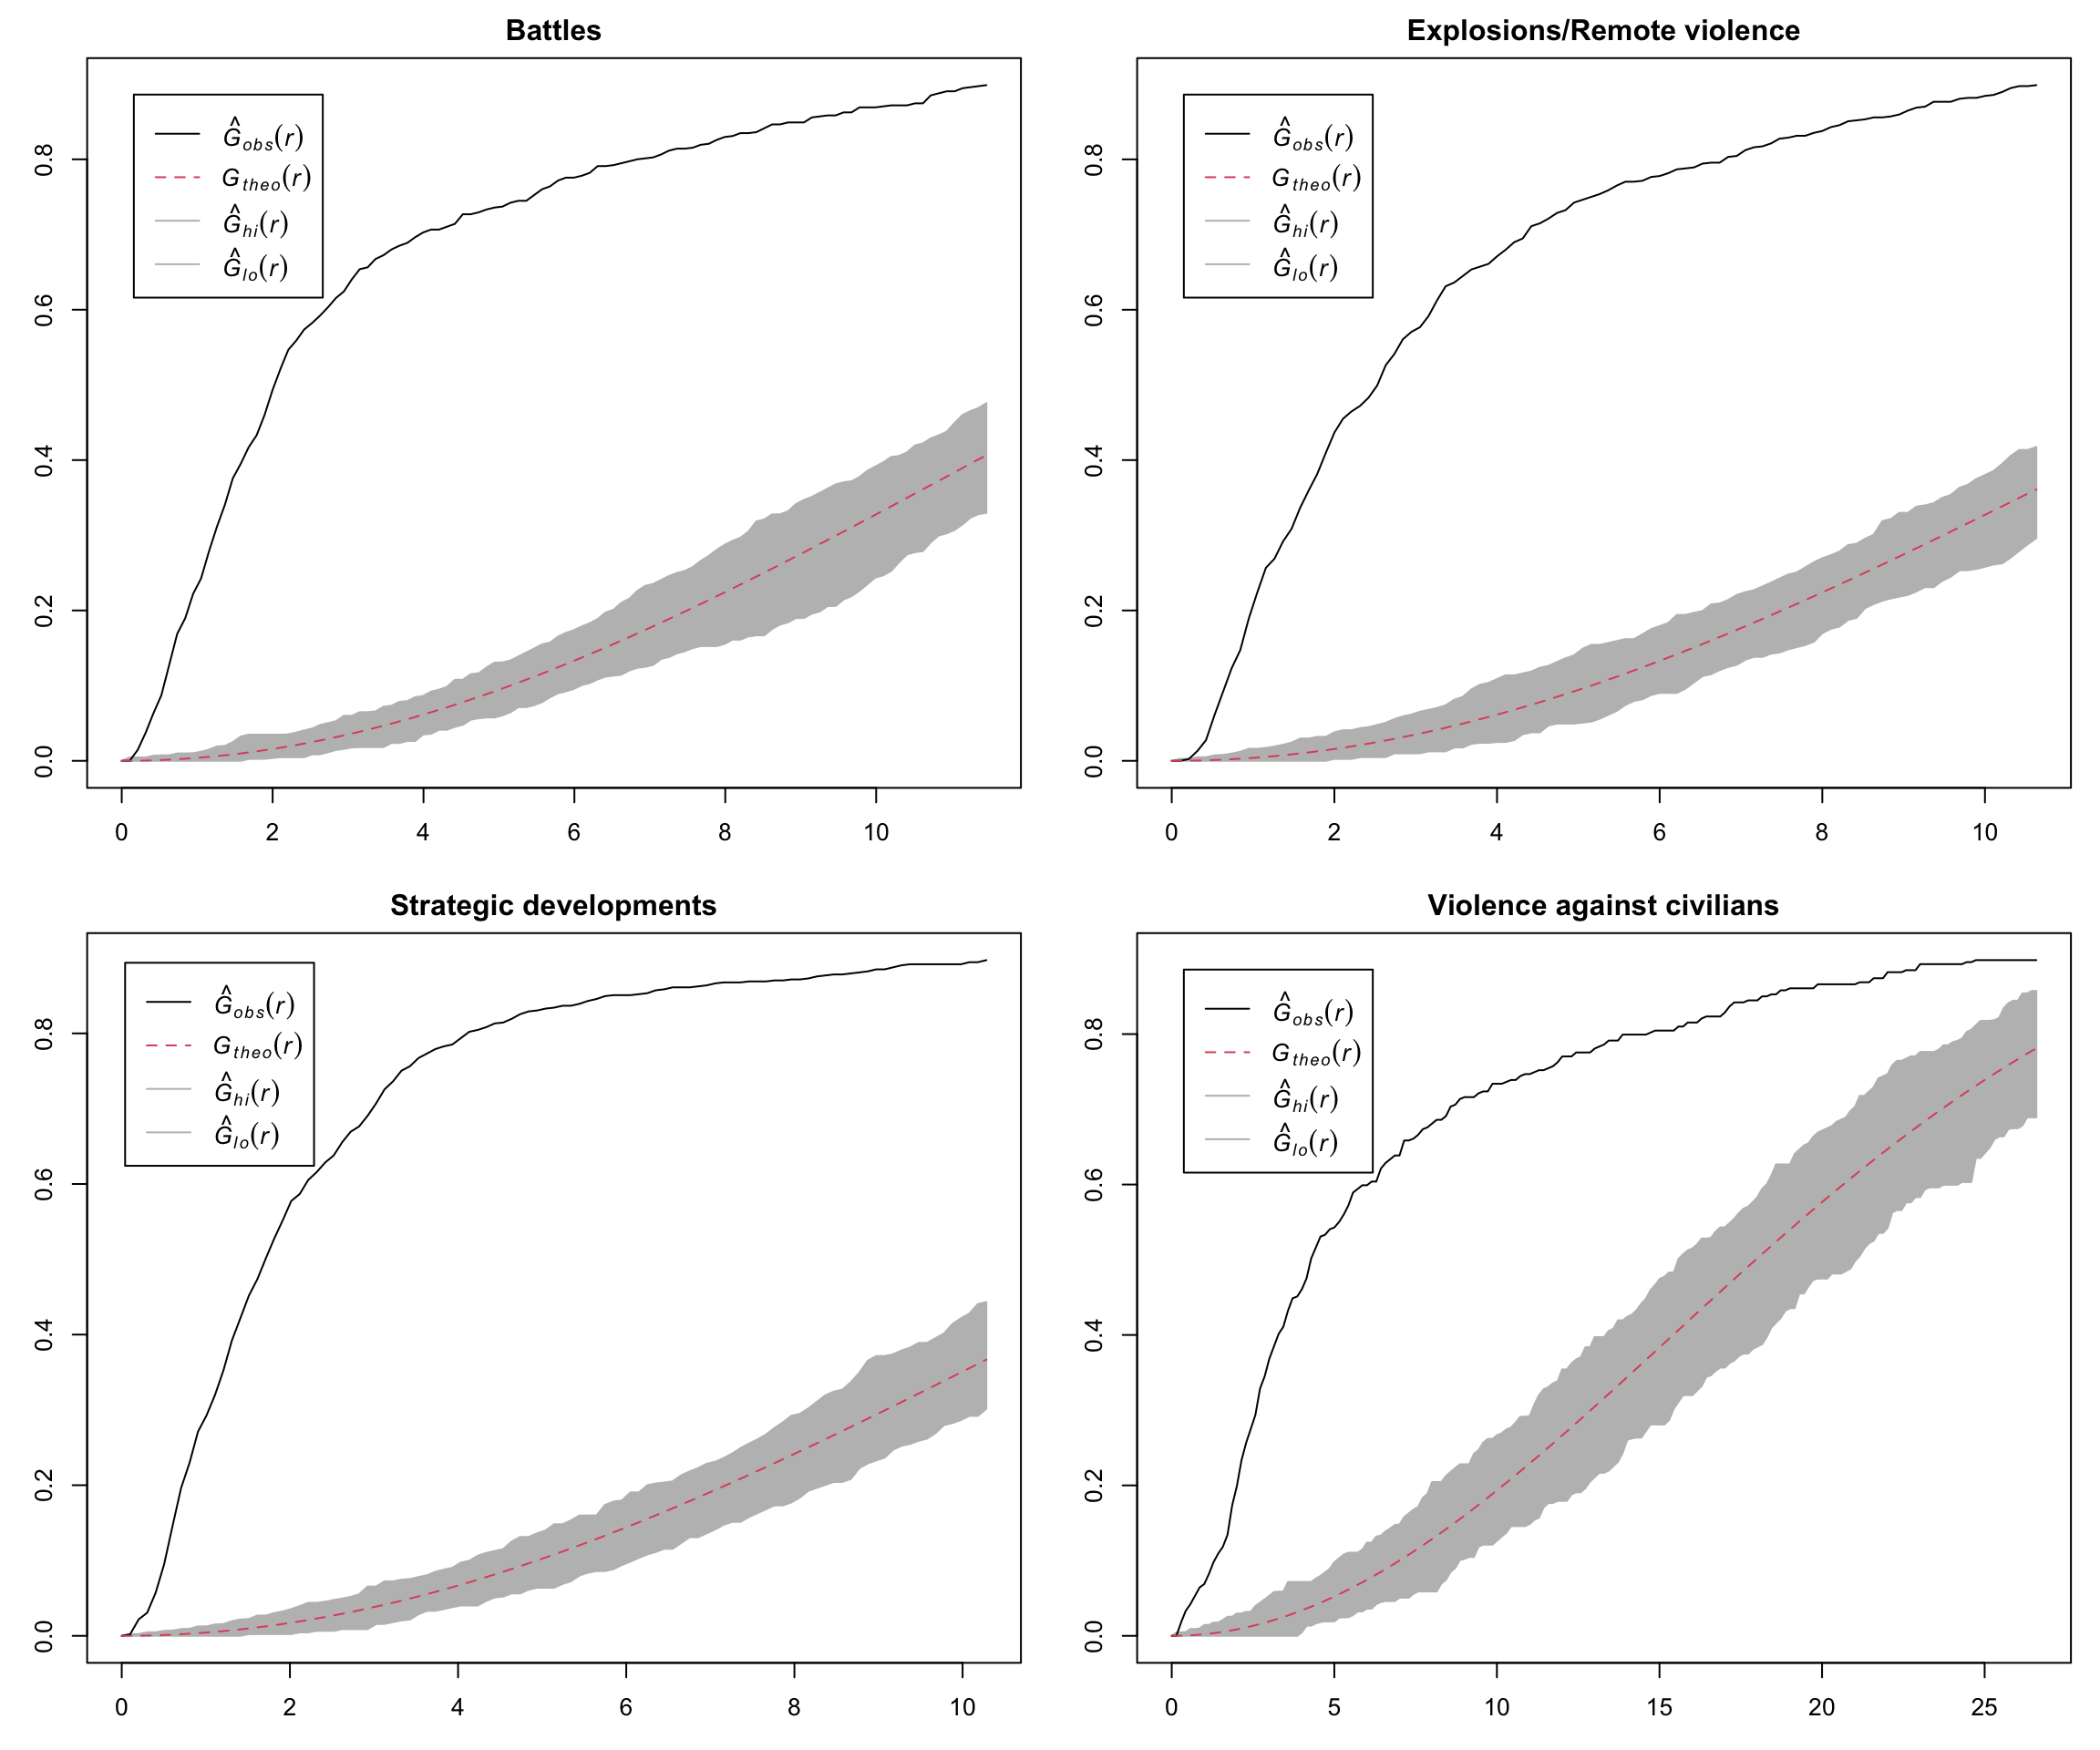 Battles
Ĝobs(r)
Gtheo(r)
Ĝhi(r)
Ĝlo(r)
0.0 0.2 0.4 0.6 0.8
0 2 4 6 8 10
Explosions/Remote violence
Ĝobs(r)
Gtheo(r)
Ĝhi(r)
Ĝlo(r)
0.0 0.2 0.4 0.6 0.8
0 2 4 6 8 10
Strategic developments
Ĝobs(r)
Gtheo(r)
Ĝhi(r)
Ĝlo(r)
0.0 0.2 0.4 0.6 0.8
0 2 4 6 8 10
Violence against civilians
Ĝobs(r)
Gtheo(r)
Ĝhi(r)
Ĝlo(r)
0.0 0.2 0.4 0.6 0.8
0 5 10 15 20 25